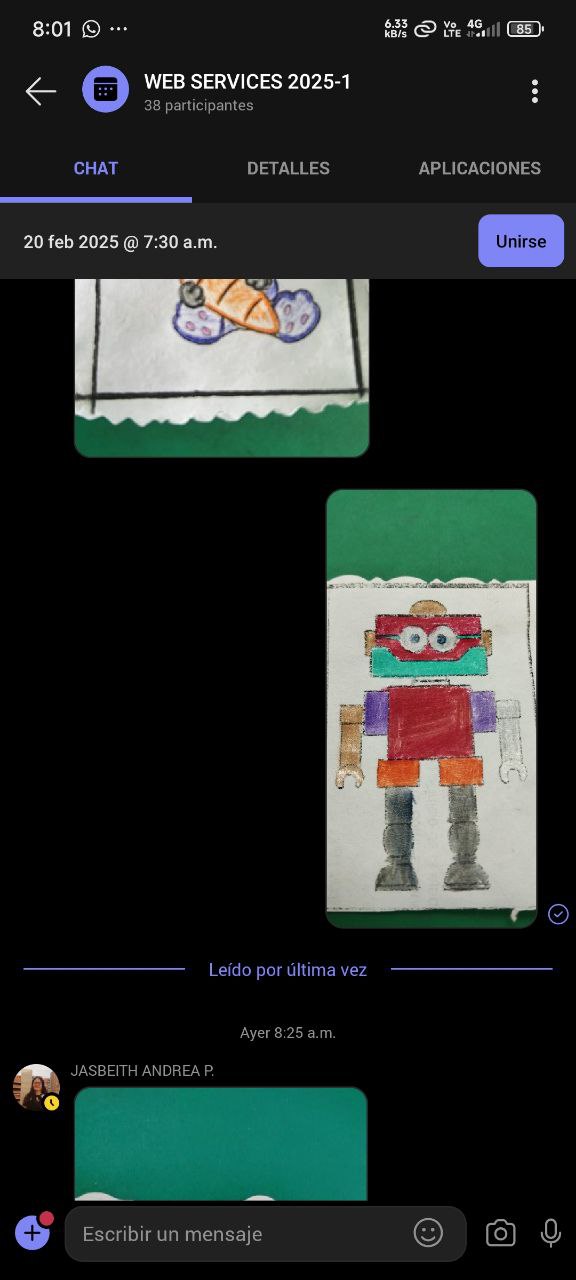 8:01
6.33
kB/s
Vo
LTE
4G
85
WEB SERVICES 2025-1
38 participantes
CHAT
DETALLES
APLICACIONES
20 feb 2025 @ 7:30 a.m.
Unirse
Leído por última vez
Ayer 8:25 a.m.
JASBEITH ANDREA P.
Escribir un mensaje